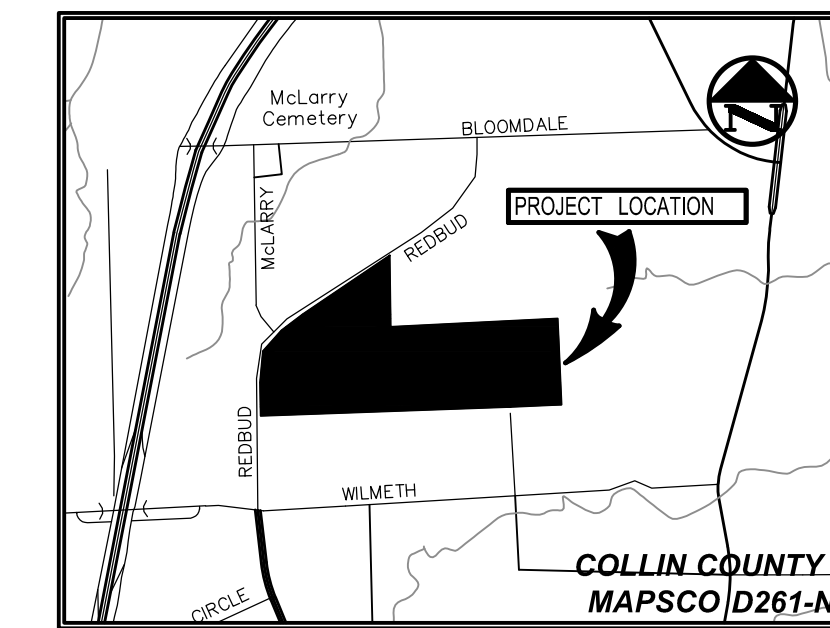 McLarry
Cemetery
BLOOMDALE
N
McLARRY
PROJECT LOCATION
REDBUD
REDBUD
WILMETH
COLLIN COUNTY
MAPSCO D261-N
CIRCLE